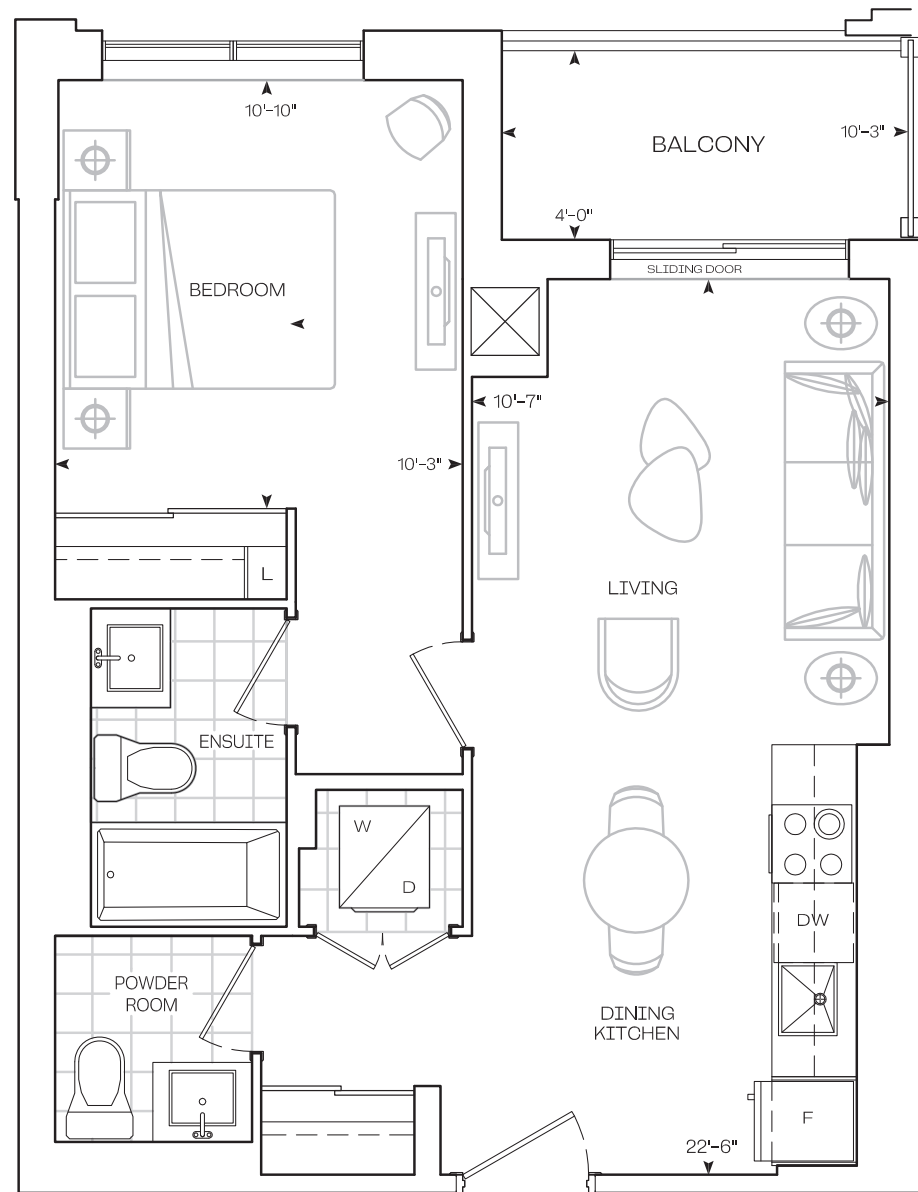 10'-10"
BALCONY
10'-3"
4'-0"
SLIDING DOOR
BEDROOM
10'-7"
10'-3"
L
LIVING
ENSUITE
W
D
DW
POWDER
ROOM
DINING
KITCHEN
F
22'-6"